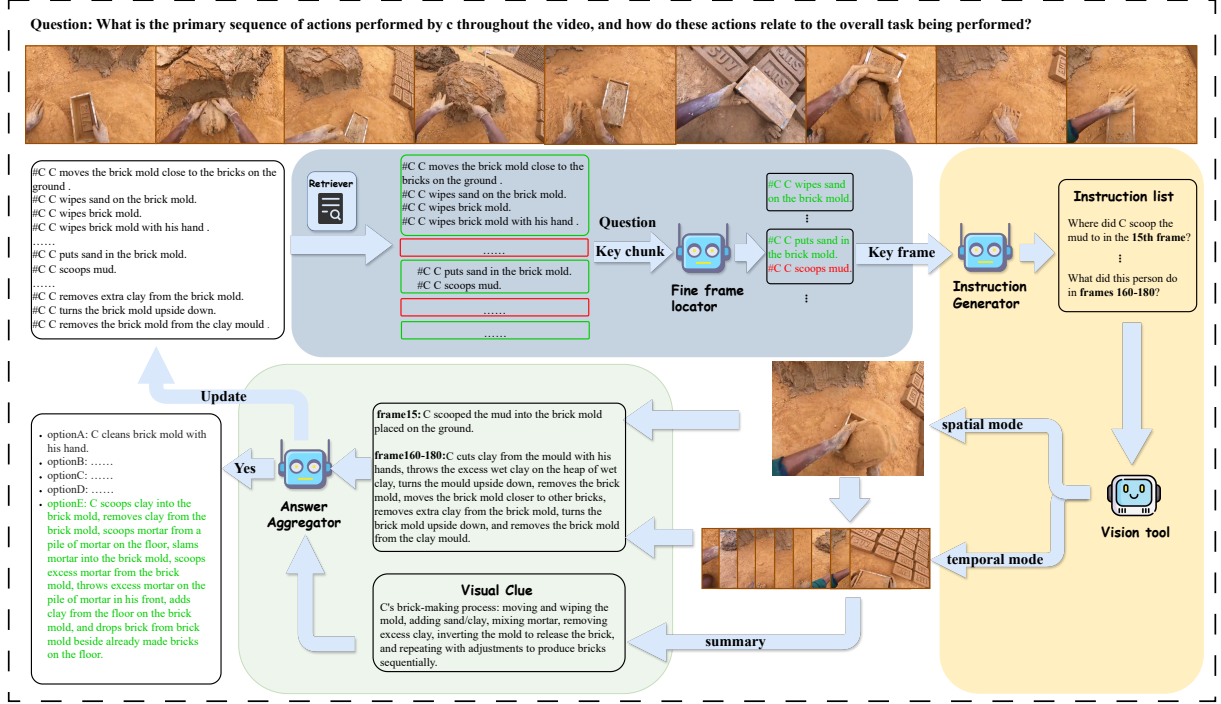 Question: What is the primary sequence of actions performed by c throughout the video, and how do these actions relate to the overall task being performed?
#C C moves the brick mold close to the bricks on the
ground .
#C C wipes sand on the brick mold.
#C C wipes brick mold.
#C C wipes brick mold with his hand .
……
#C C puts sand in the brick mold.
#C C scoops mud.
……
#C C removes extra clay from the brick mold.
#C C turns the brick mold upside down.
#C C removes the brick mold from the clay mould .
Retriever
#C C moves the brick mold close to the
bricks on the ground .
#C C wipes sand on the brick mold.
#C C wipes brick mold.
#C C wipes brick mold with his hand .
……
#C C puts sand in the brick mold.
#C C scoops mud.
……
……
Question
Key chunk
Fine frame
locator
#C C wipes sand
on the brick mold.
#C C puts sand in
the brick mold.
#C C scoops mud.
Key frame
Instruction
Generator
Instruction list
Where did C scoop the
mud to in the 15th frame?
What did this person do
in frames 160-180?
Update
• optionA: C cleans brick mold with
his hand.
• optionB: ……
• optionC: ……
• optionD: ……
• optionE: C scoops clay into the
brick mold, removes clay from the
brick mold, scoops mortar from a
pile of mortar on the floor, slams
mortar into the brick mold, scoops
excess mortar from the brick
mold, throws excess mortar on the
pile of mortar in his front, adds
clay from the floor on the brick
mold, and drops brick from brick
mold beside already made bricks
on the floor.
Yes
Answer
Aggregator
frame15: C scooped the mud into the brick mold
placed on the ground.
frame160-180:C cuts clay from the mould with his
hands, throws the excess wet clay on the heap of wet
clay, turns the mould upside down, removes the brick
mold, moves the brick mold closer to other bricks,
removes extra clay from the brick mold, turns the
brick mold upside down, and removes the brick mold
from the clay mould.
Visual Clue
C's brick-making process: moving and wiping the
mold, adding sand/clay, mixing mortar, removing
excess clay, inverting the mold to release the brick,
and repeating with adjustments to produce bricks
sequentially.
summary
spatial mode
temporal mode
Vision tool